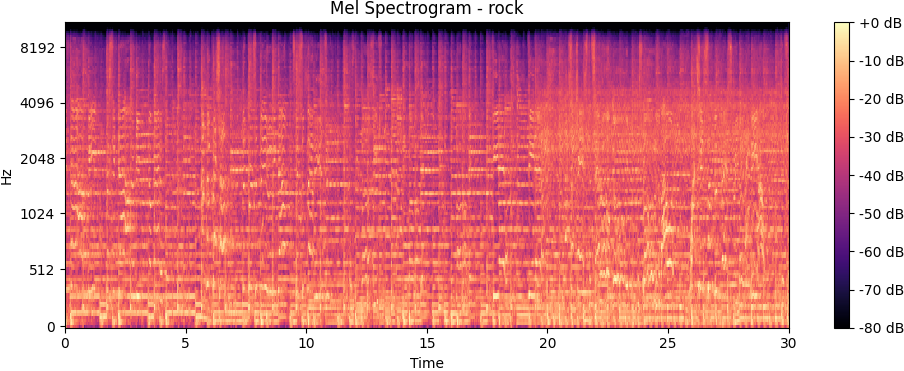 Mel Spectrogram - rock
Hz
8192
4096
2048
1024
512
0
0 5 10 15 20 25 30
Time
+0 dB
-10 dB
-20 dB
-30 dB
-40 dB
-50 dB
-60 dB
-70 dB
-80 dB